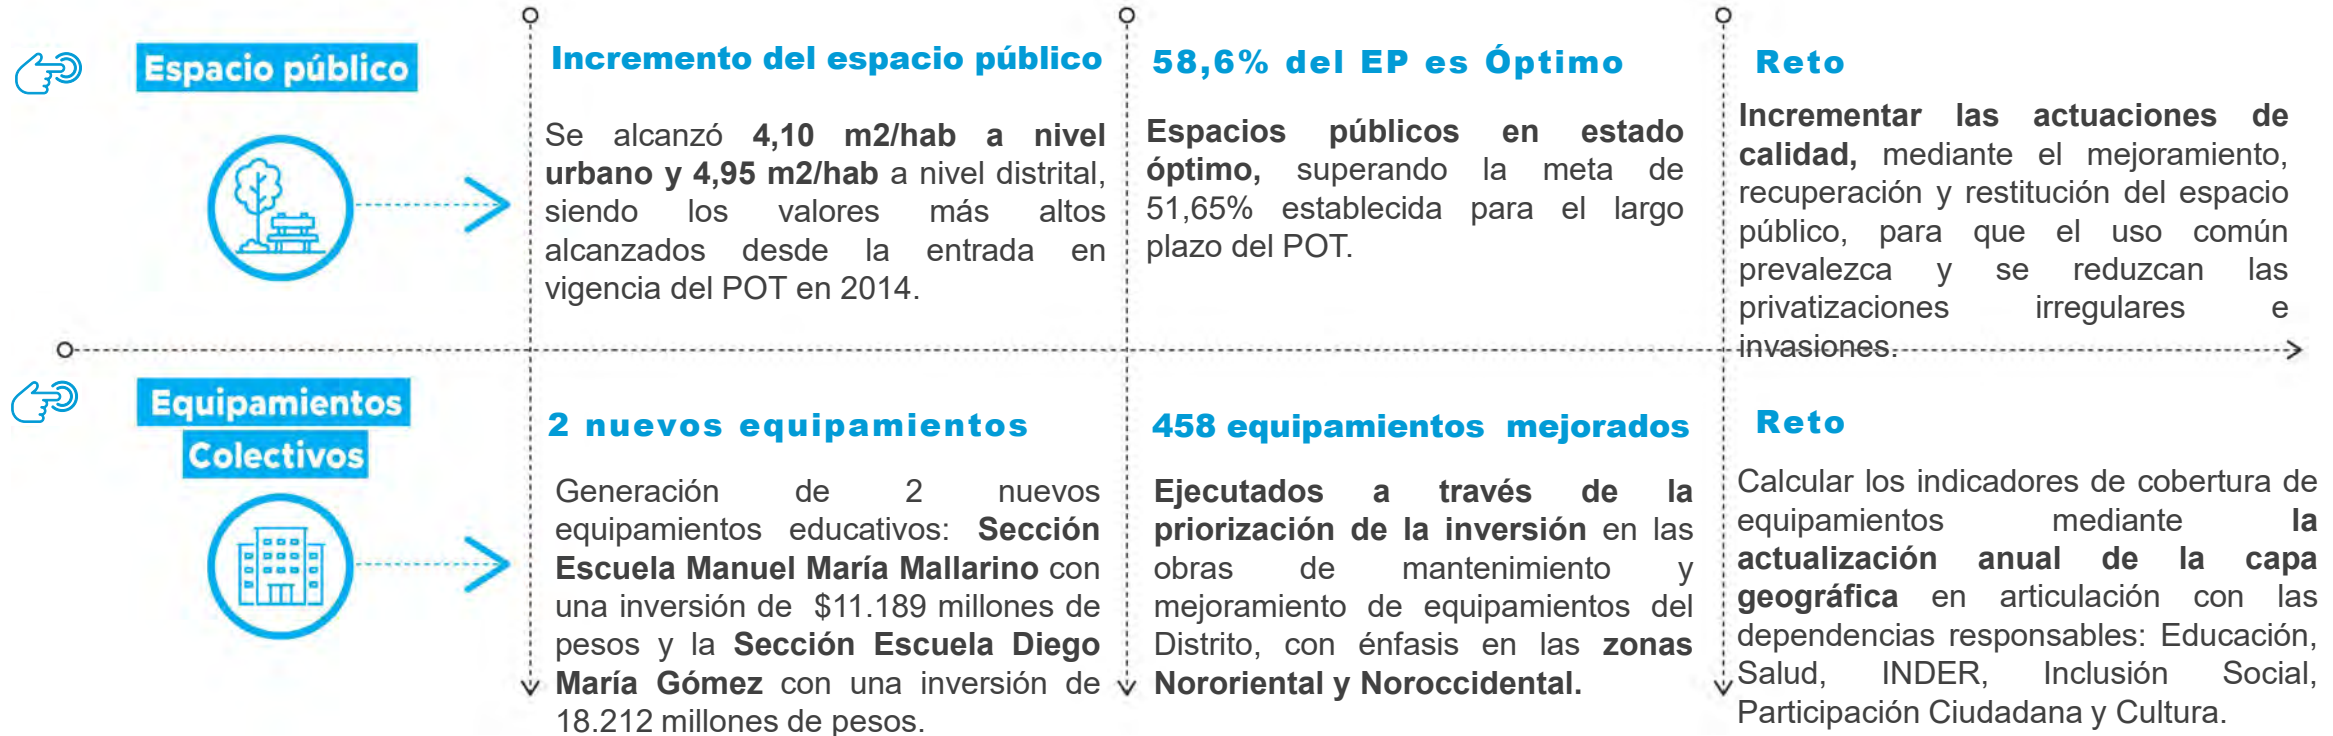 Espacio público
Incremento del espacio público
Se alcanzó 4,10 m2/hab a nivel
urbano y 4,95 m2/hab a nivel distrital,
siendo los valores más altos
alcanzados desde la entrada en
vigencia del POT en 2014.
58,6% del EP es Óptimo
Espacios públicos en estado
óptimo, superando la meta de
51,65% establecida para el largo
plazo del POT.
Reto
Incrementar las actuaciones de
calidad, mediante el mejoramiento,
recuperación y restitución del espacio
público, para que el uso común
prevalezca y se reduzcan las
privatizaciones irregulares e
invasiones.
Equipamientos
Colectivos
2 nuevos equipamientos
Generación de 2 nuevos
equipamientos educativos: Sección
Escuela Manuel María Mallarino con
una inversión de $11.189 millones de
pesos y la Sección Escuela Diego
María Gómez con una inversión de
18.212 millones de pesos.
458 equipamientos mejorados
Ejecutados a través de la
priorización de la inversión en las
obras de mantenimiento y
mejoramiento de equipamientos del
Distrito, con énfasis en las zonas
Nororiental y Noroccidental.
Reto
Calcular los indicadores de cobertura de
equipamientos mediante la
actualización anual de la capa
geográfica en articulación con las
dependencias responsables: Educación,
Salud, INDER, Inclusión Social,
Participación Ciudadana y Cultura.